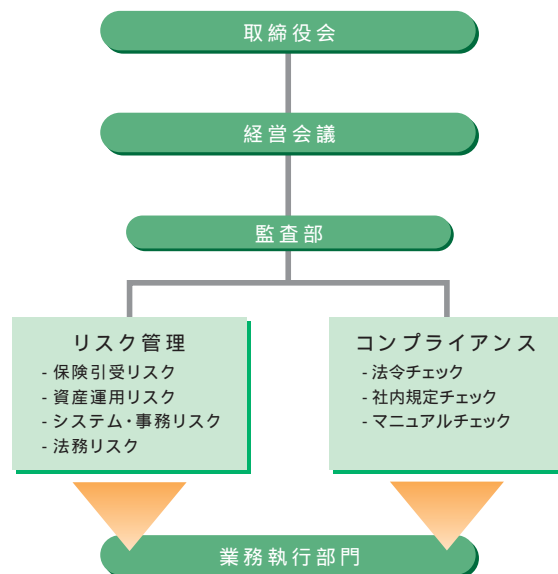 取締役会
経営会議
監査部
リスク管理
- 保険引受リスク
- 資産運用リスク
- システム・事務リスク
- 法務リスク
コンプライアンス
- 法令チェック
- 社内規定チェック
- マニュアルチェック
業務執行部門